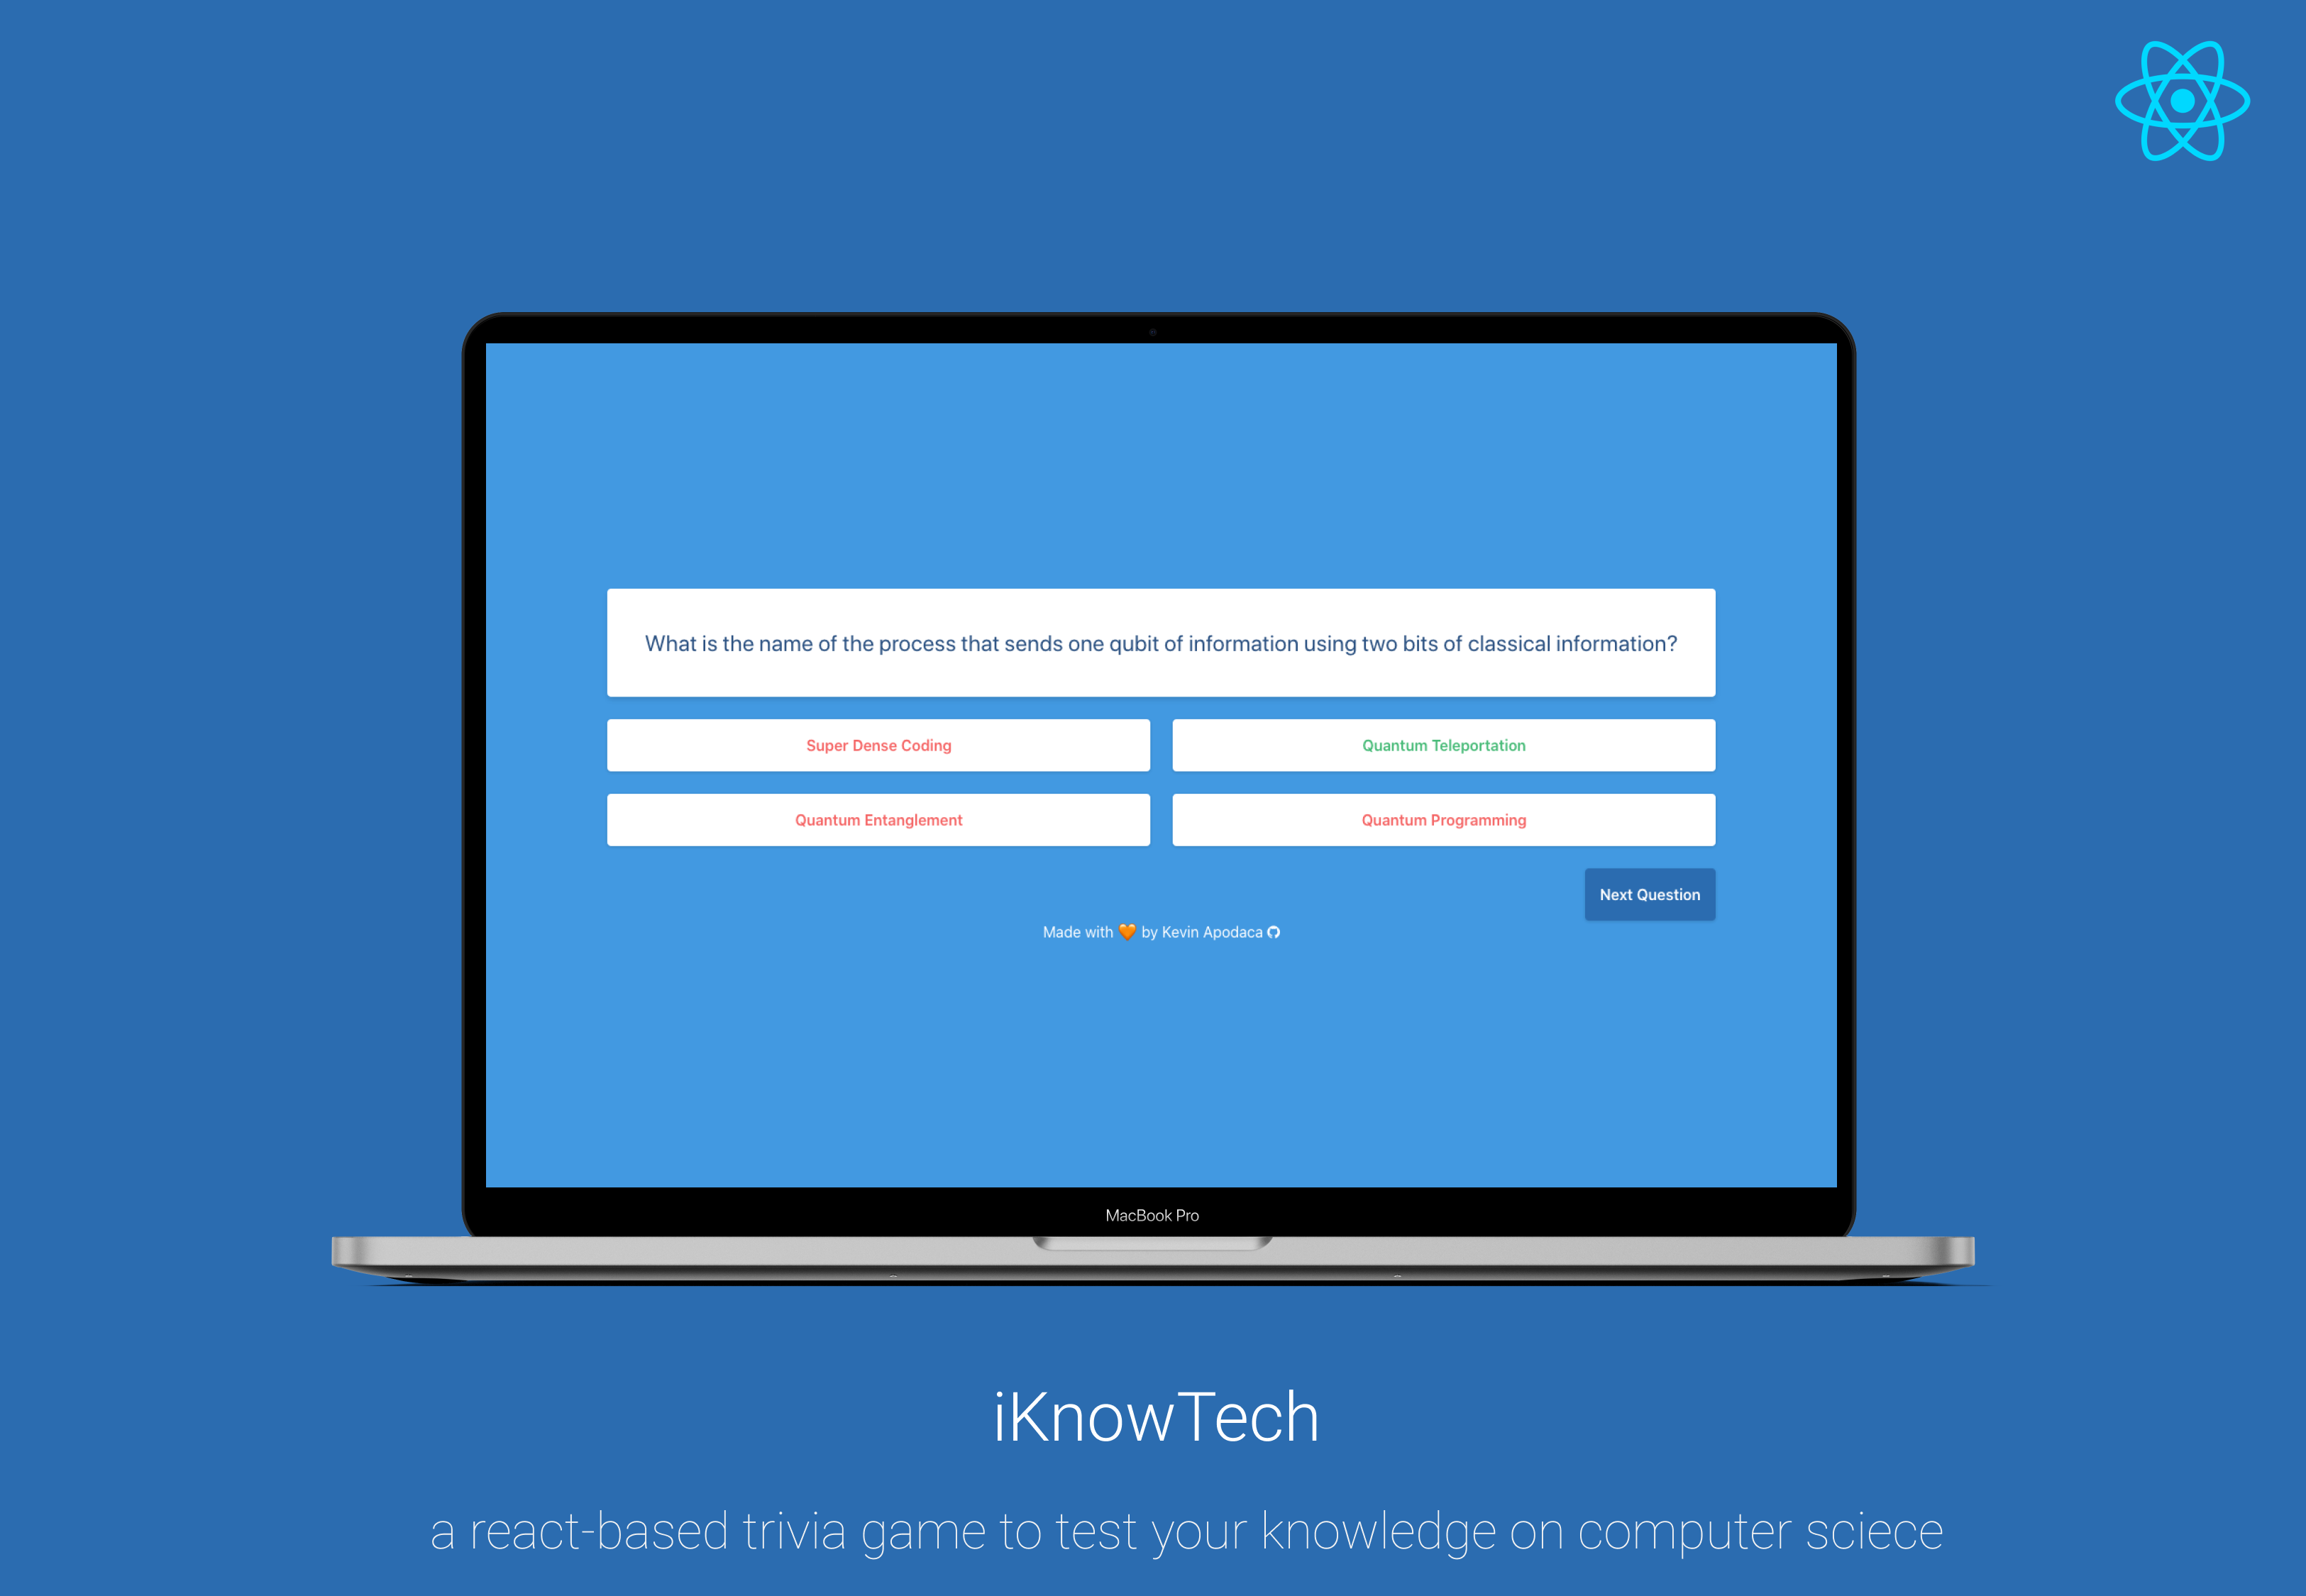 What is the name of the process that sends one qubit of information using two bits of classical information?
Super Dense Coding
Quantum Teleportation
Quantum Entanglement
Quantum Programming
Next Question
Made with 🧡 by Kevin Apodaca
MacBook Pro
iKnowTech
a react-based trivia game to test your knowledge on computer sciece